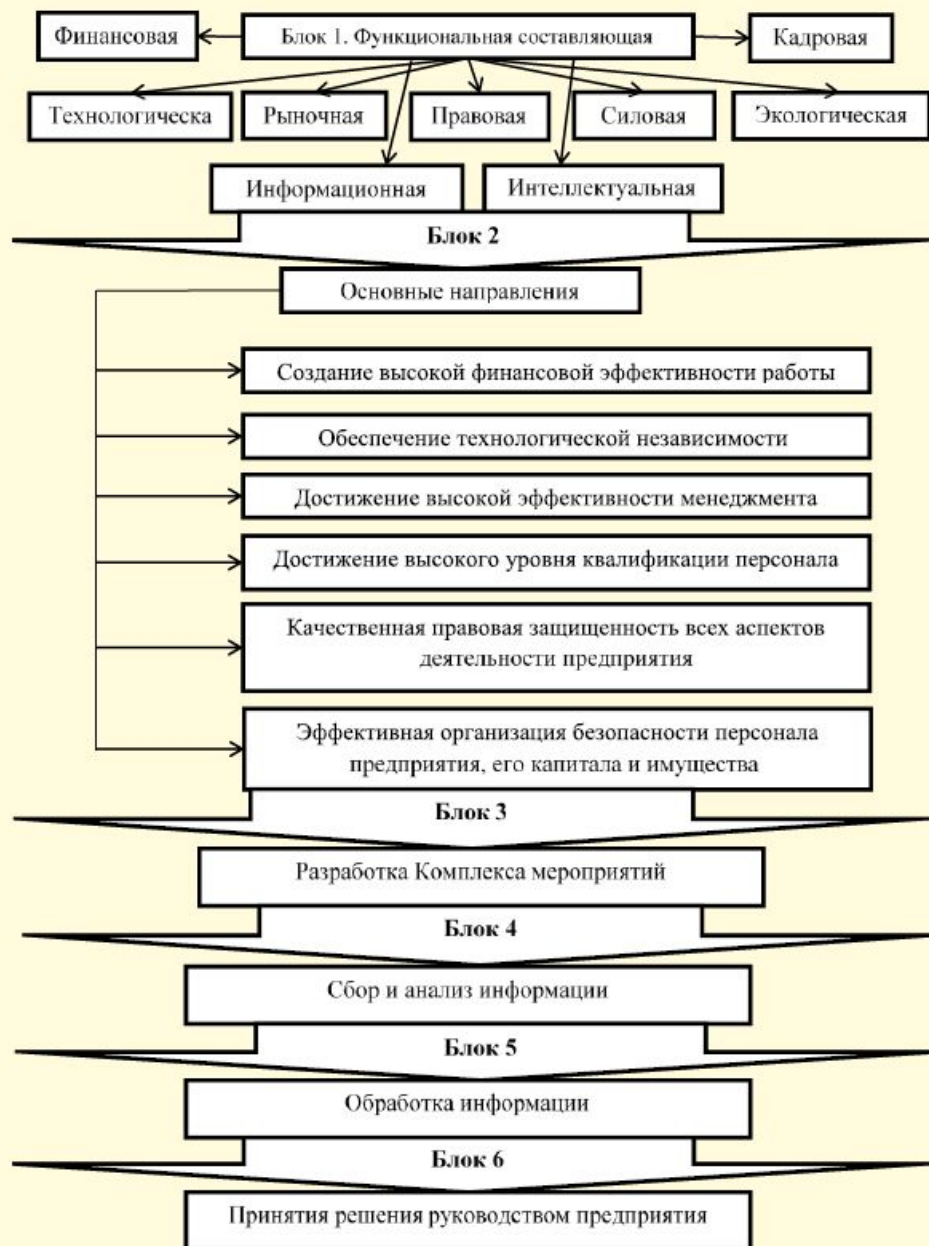 Финансовая
Блок 1. Функциональная составляющая
Кадровая
Технологическа
Рыночная
Правовая
Силовая
Экологическая
Информационная
Интеллектуальная
Блок 2
Основные направления
Создание высокой финансовой эффективности работы
Обеспечение технологической независимости
Достижение высокой эффективности менеджмента
Достижение высокого уровня квалификации персонала
Качественная правовая защищенность всех аспектов
деятельности предприятия
Эффективная организация безопасности персонала
предприятия, его капитала и имущества
Блок 3
Разработка Комплекса мероприятий
Блок 4
Сбор и анализ информации
Блок 5
Обработка информации
Блок 6
Принятия решения руководством предприятия